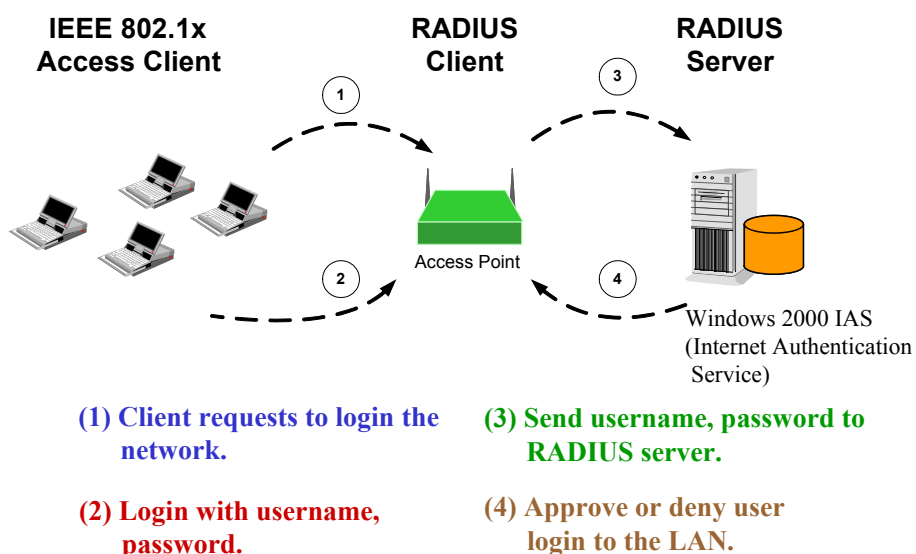 IEEE 802.1x
Access Client
RADIUS
Client
RADIUS
Server
1
3
Access Point
2
4
Windows 2000 IAS
(Internet Authentication
Service)
(1) Client requests to login the
network.
(2) Login with username,
password.
(3) Send username, password to
RADIUS server.
(4) Approve or deny user
login to the LAN.